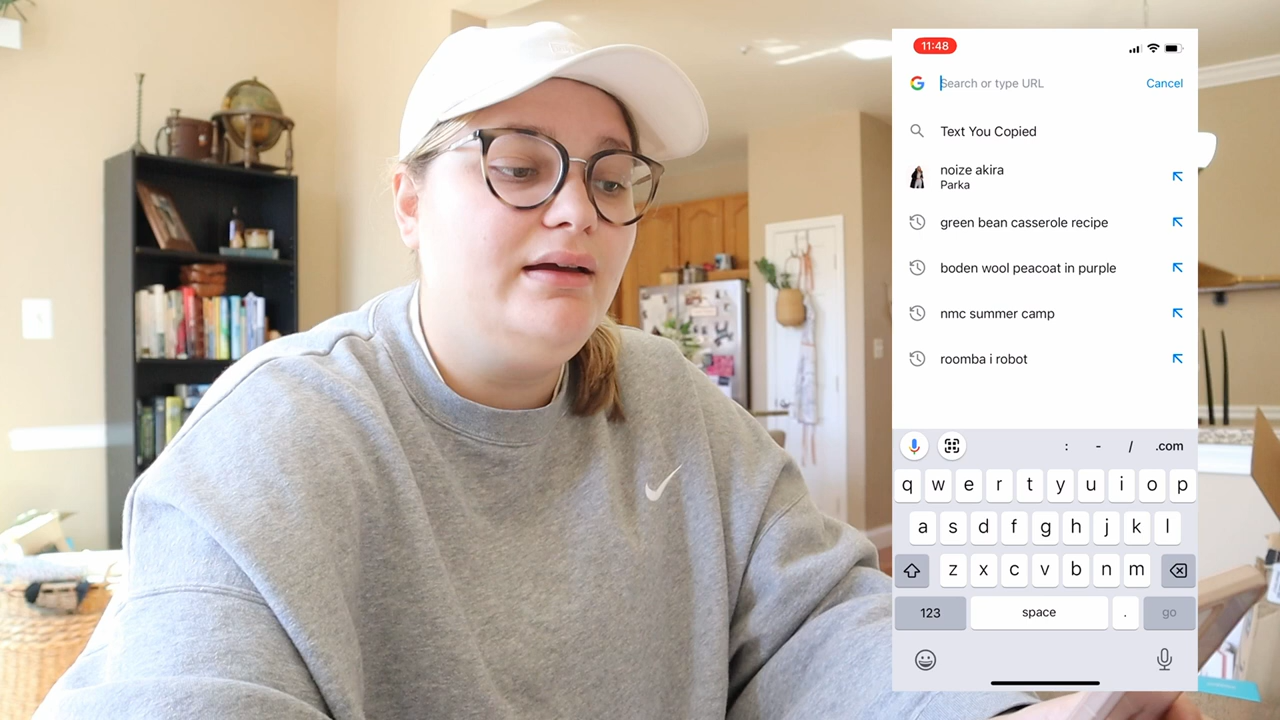 11:48
Search or type URL
Cancel
Text You Copied
noize akira
Parka
green bean casserole recipe
boden wool peacoat in purple
nmc summer camp
roomba i robot
: - / .com
q w e r t y u i o p
a s d f g h j k l
z x c v b n m
123 space . go